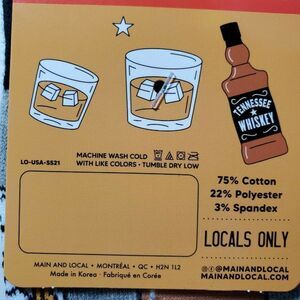 TENNESSEE
WHISKEY
MACHINE WASH COLD
LO-USA-SS21
WITH LIKE COLORS • TUMBLE DRY LOW
75% Cotton
22% Polyester
3% Spandex
LOCALS ONLY
MAIN AND LOCAL • MONTRÉAL • QC • H2N 1L2
Made in Korea • Fabriqué en Corée
@MAINANDLOCAL
MAINANDLOCAL.COM